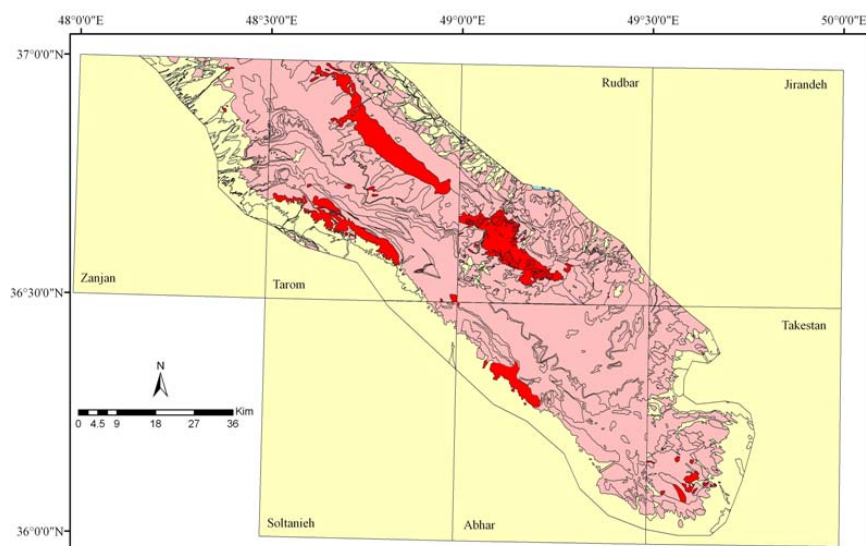 48°0'0"E 48°30'0"E 49°0'0"E 49°30'0"E 50°0'0"E
37°0'0"N
Rudbar Jirandeh
Zanjan Tarom
36°30'0"N
Takestan
N
Kim
0 4.5 9 18 27 36
Soltanieh Abhar
36°0'0"N